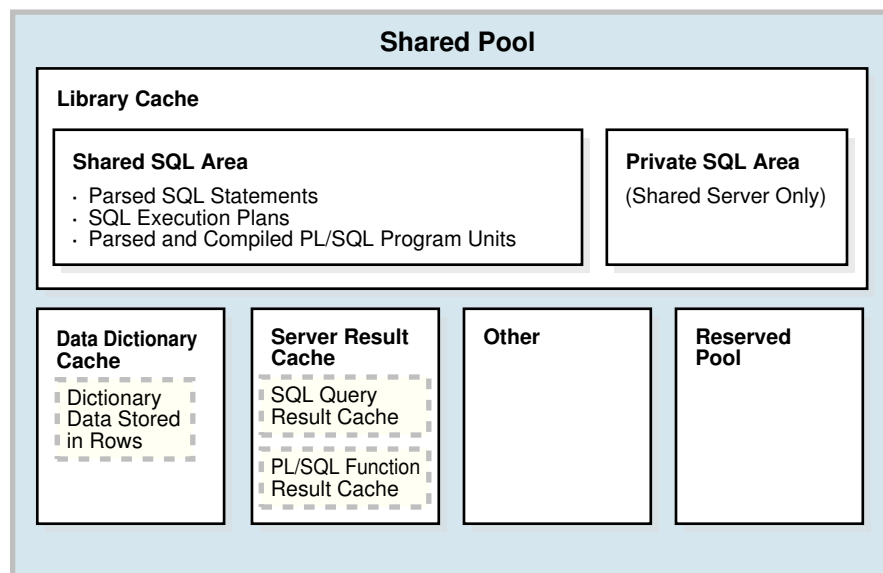 Shared Pool
Library Cache
Shared SQL Area
· Parsed SQL Statements
· SQL Execution Plans
· Parsed and Compiled PL/SQL Program Units
Private SQL Area
(Shared Server Only)
Data Dictionary
Cache
Dictionary
Data Stored
in Rows
Server Result
Cache
SQL Query
Result Cache
PL/SQL Function
Result Cache
Other
Reserved
Pool